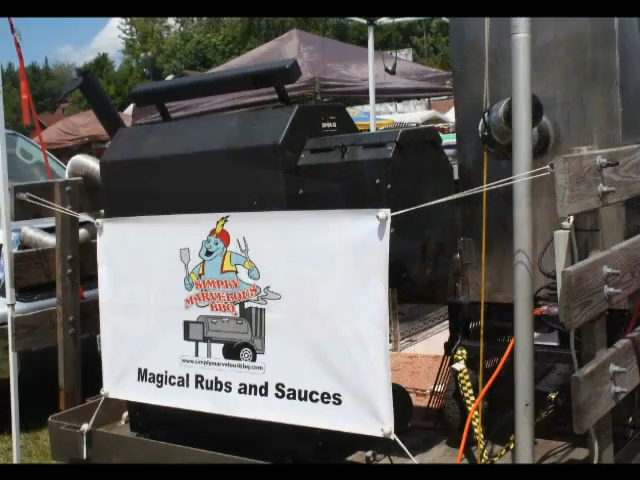 SIMPLY
MARVELOUS
BBQ
www.simplymarvelousbbq.com
Magical Rubs and Sauces